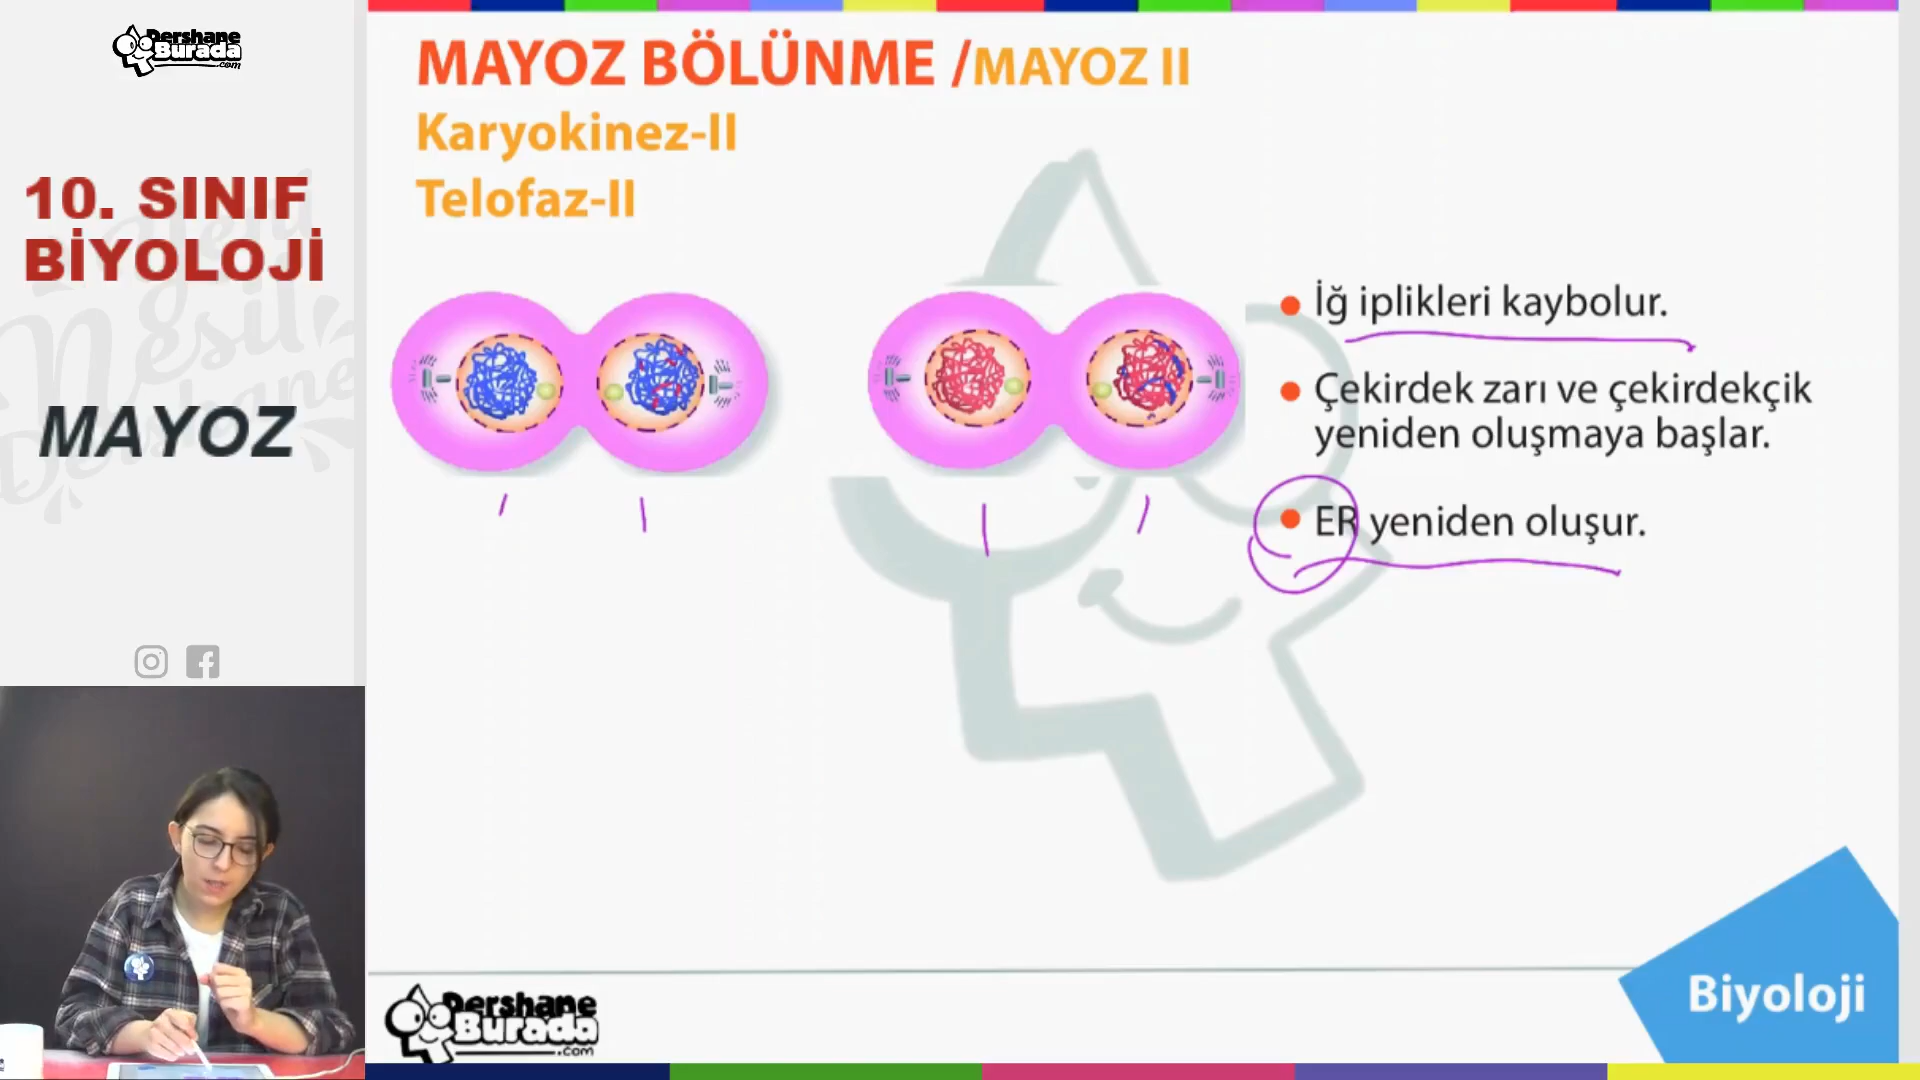 Dershane
Burada
.com
10. SINIF
BİYOLOJİ
MAYOZ
MAYOZ BÖLÜNME /MAYOZ II
Karyokinez-II
Telofaz-II
İğ iplikleri kaybolur.
Çekirdek zarı ve çekirdekçik
yeniden oluşmaya başlar.
ER yeniden oluşur.
Dershane
Burada
.com
Biyoloji